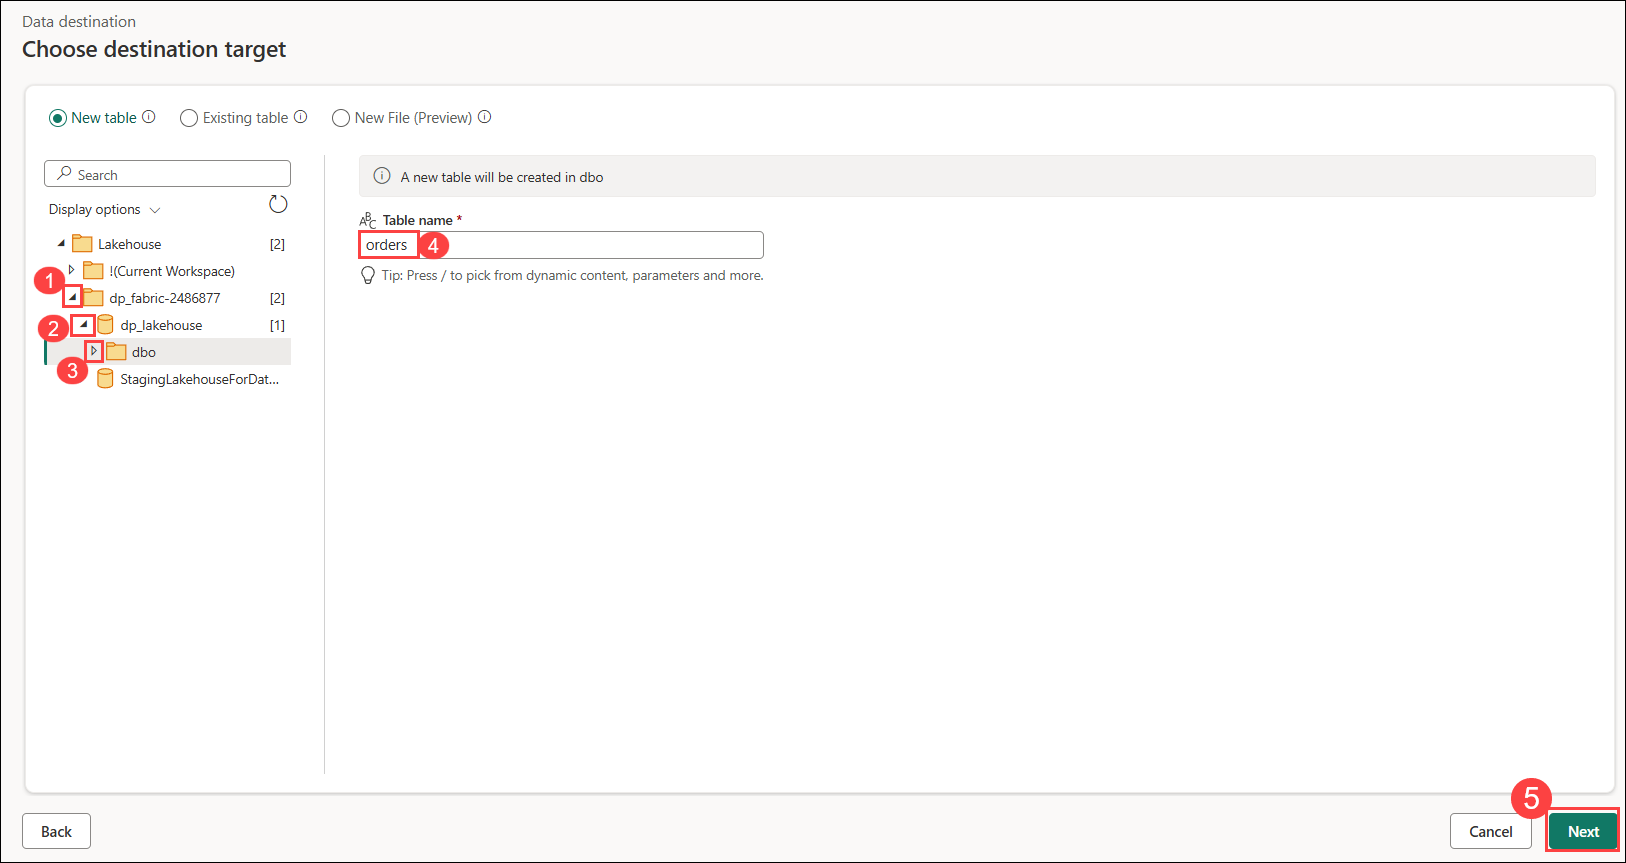 Data destination
Choose destination target
New table Existing table New File (Preview)
Search
Display options
Lakehouse [2]
!(Current Workspace)
1
dp_fabric-2486877 [2]
2 dp_lakehouse [1]
dbo
3
StagingLakehouseForDat...
A new table will be created in dbo
ABC Table name *
orders 4
Tip: Press / to pick from dynamic content, parameters and more.
5
Back Cancel Next